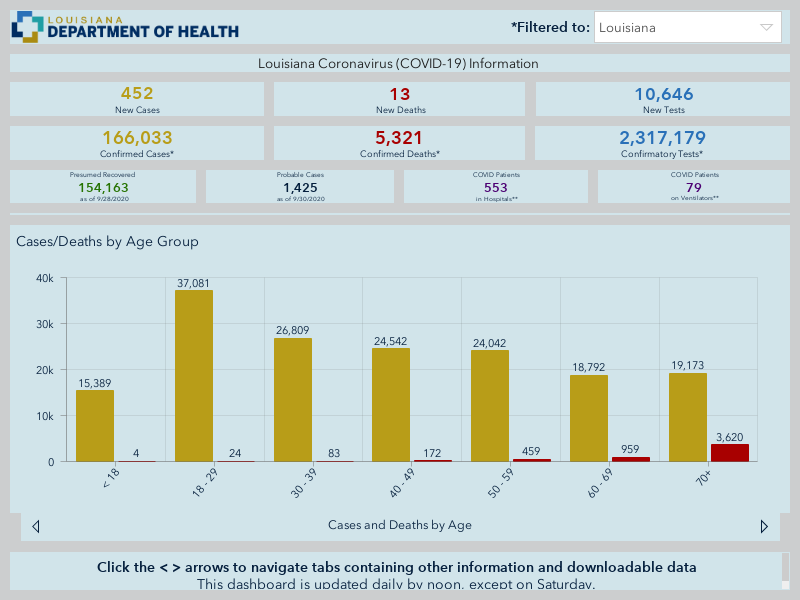 LOUISIANA
DEPARTMENT OF HEALTH
*Filtered to: Louisiana
Louisiana Coronavirus (COVID-19) Information
452
New Cases
13
New Deaths
10,646
New Tests
166,033
Confirmed Cases*
5,321
Confirmed Deaths*
2,317,179
Confirmatory Tests*
Presumed Recovered
154,163
as of 9/28/2020
Probable Cases
1,425
as of 9/30/2020
COVID Patients
553
in Hospitals**
COVID Patients
79
on Ventilators**
Cases/Deaths by Age Group
40k
30k
20k
10k
0
15,389
4
37,081
24
26,809
83
24,542
172
24,042
459
18,792
959
19,173
3,620
< 18
18 - 29
30 - 39
40 - 49
50 - 59
60 - 69
70+
Cases and Deaths by Age
Click the < > arrows to navigate tabs containing other information and downloadable data
This dashboard is updated daily by noon, except on Saturday.